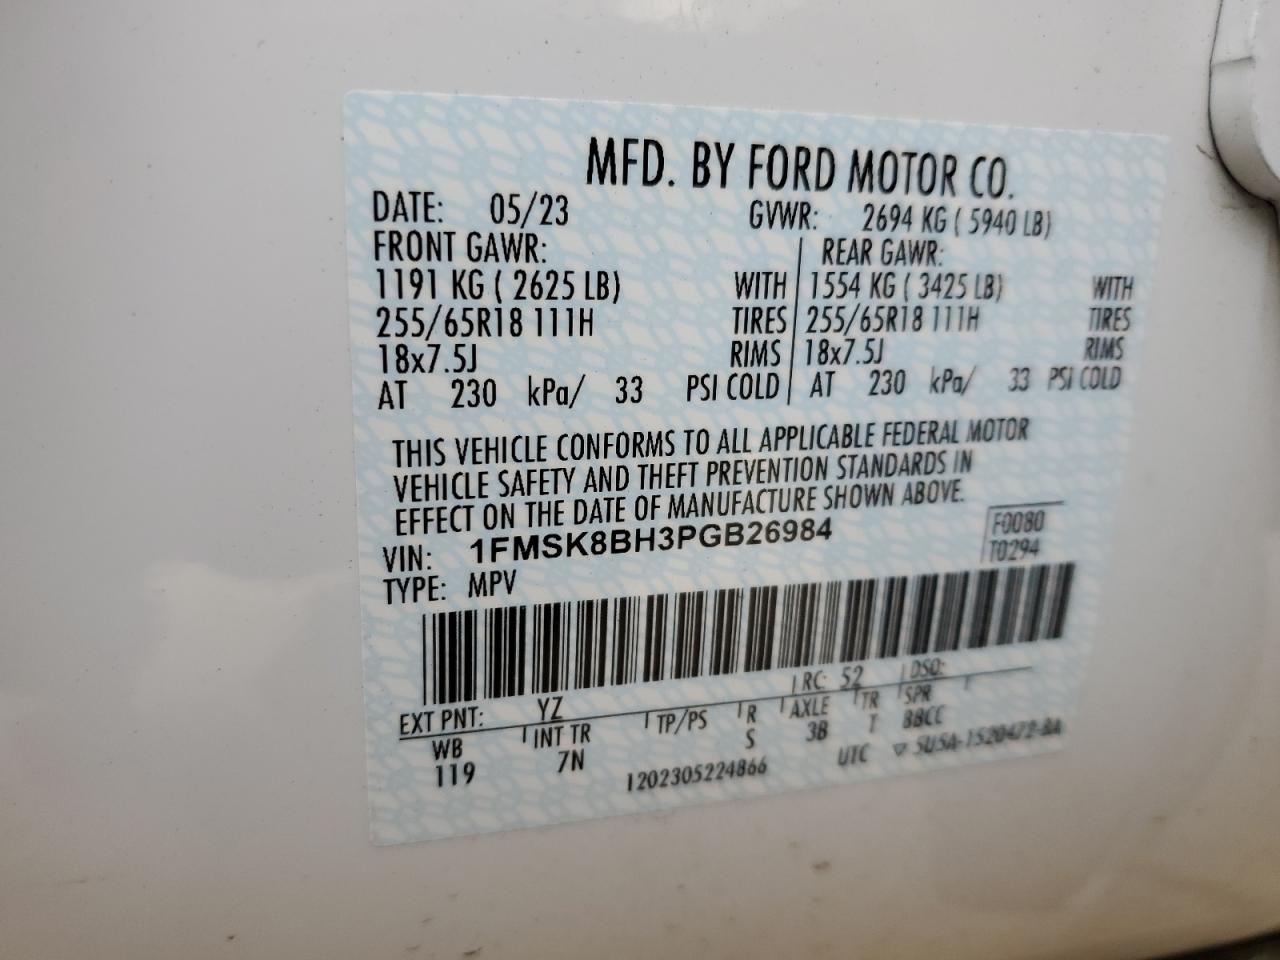 MFD. BY FORD MOTOR CO.
DATE: 05/23 GVWR: 2694 KG ( 5940 LB)
FRONT GAWR: REAR GAWR:
1191 KG ( 2625 LB) WITH 1554 KG ( 3425 LB) WITH
255/65R18 111H TIRES 255/65R18 111H TIRES
18x7.5J RIMS 18x7.5J RIMS
AT 230 kPa/ 33 PSI COLD AT 230 kPa/ 33 PSI COLD
THIS VEHICLE CONFORMS TO ALL APPLICABLE FEDERAL MOTOR
VEHICLE SAFETY AND THEFT PREVENTION STANDARDS IN
EFFECT ON THE DATE OF MANUFACTURE SHOWN ABOVE.
VIN: 1FMSK8BH3PGB26984 F0080
TYPE: MPV T0294
EXT PNT: YZ RC: 52 DSO:
WB INT TR TP/PS R AXLE TR SPR
119 7N S 3B T BBCC
1202305224866 UTC ▽ 5U5A-1520472-BA